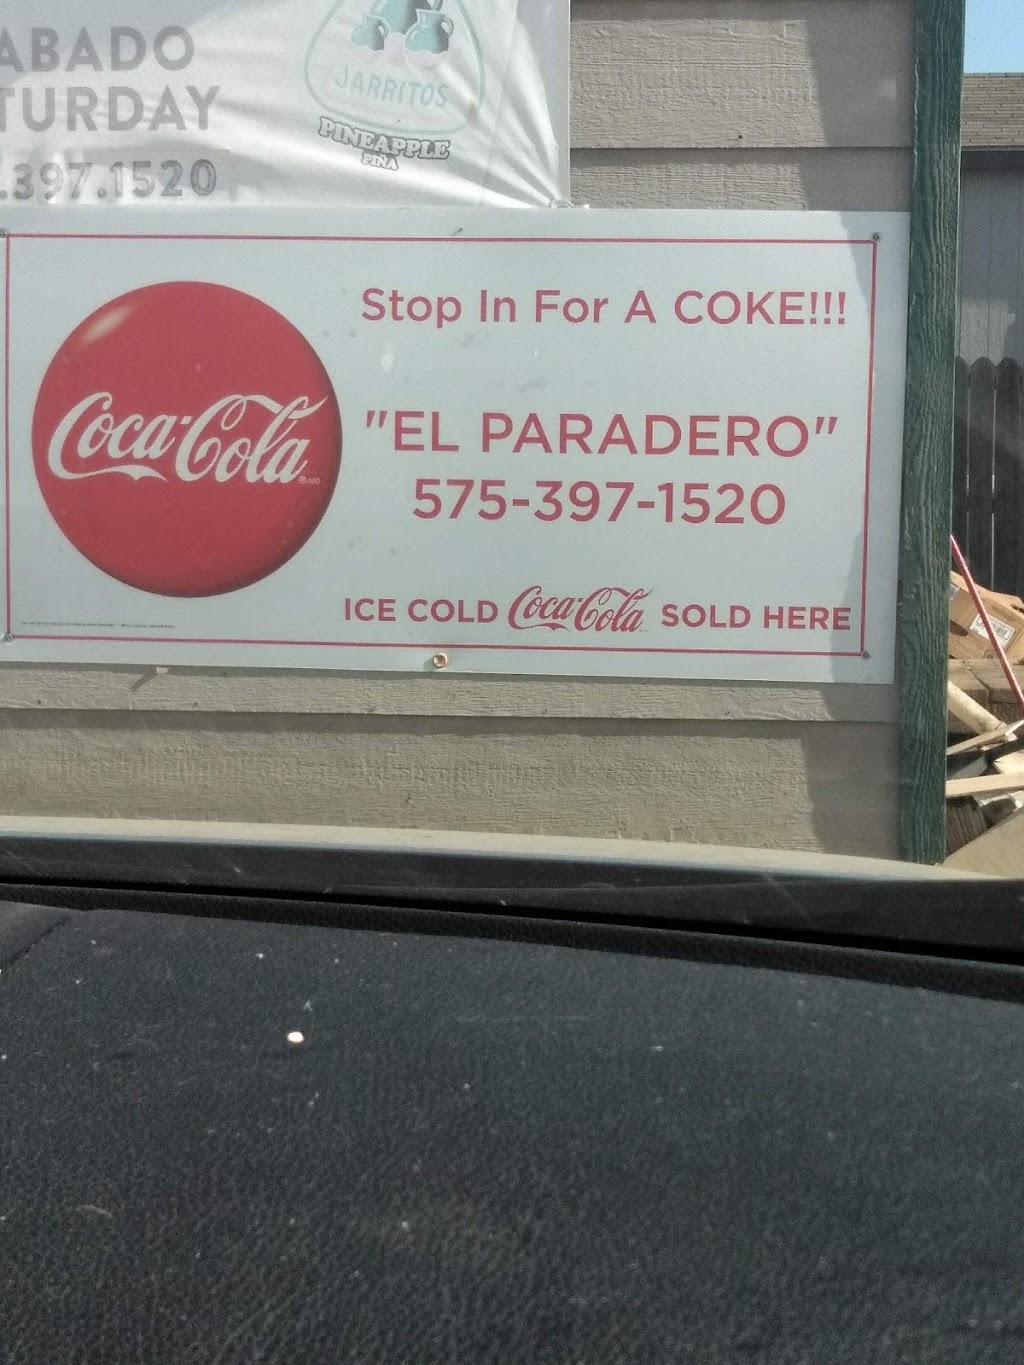 ABADO
TURDAY
.397.1520
JARRITOS
PINEAPPLE
PIÑA
Stop In For A COKE!!!
Coca-Cola
"EL PARADERO"
575-397-1520
ICE COLD Coca-Cola SOLD HERE